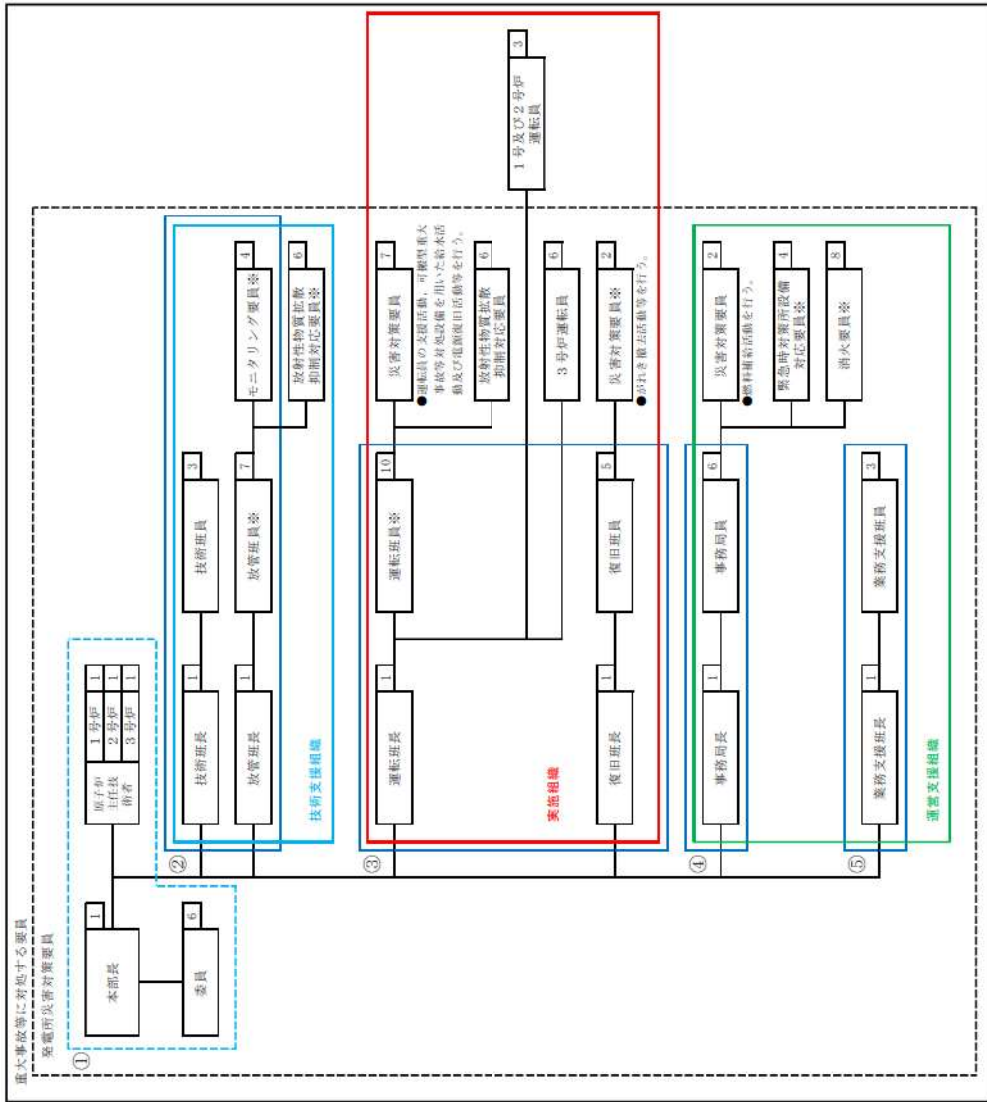 重大事故等に対処する要員
発電所災害対策要員
①
本部長
1
委員
6
原子炉
主任技
術者
1号炉
1
2号炉
1
3号炉
1
②
技術班長
1
技術班員
3
放管班長
1
放管班員※
7
モニタリング要員※
4
放射性物質拡散
抑制対応要員※
6
技術支援組織
③
運転班長
1
運転班員※
10
災害対策要員
7
●運転員の支援活動，可搬型重大
事故等対処設備を用いた給水活
動及び電源復旧活動等を行う。
放射性物質拡散
抑制対応要員
6
3号炉運転員
6
1号及び2号炉
運転員
3
復旧班長
1
復旧班員
5
災害対策要員※
2
●がれき撤去活動等を行う。
実施組織
④
事務局長
1
事務局員
6
災害対策要員
2
●燃料補給活動を行う。
緊急時対策所設備
対応要員※
4
消火要員※
8
⑤
業務支援班長
1
業務支援班員
3
運営支援組織